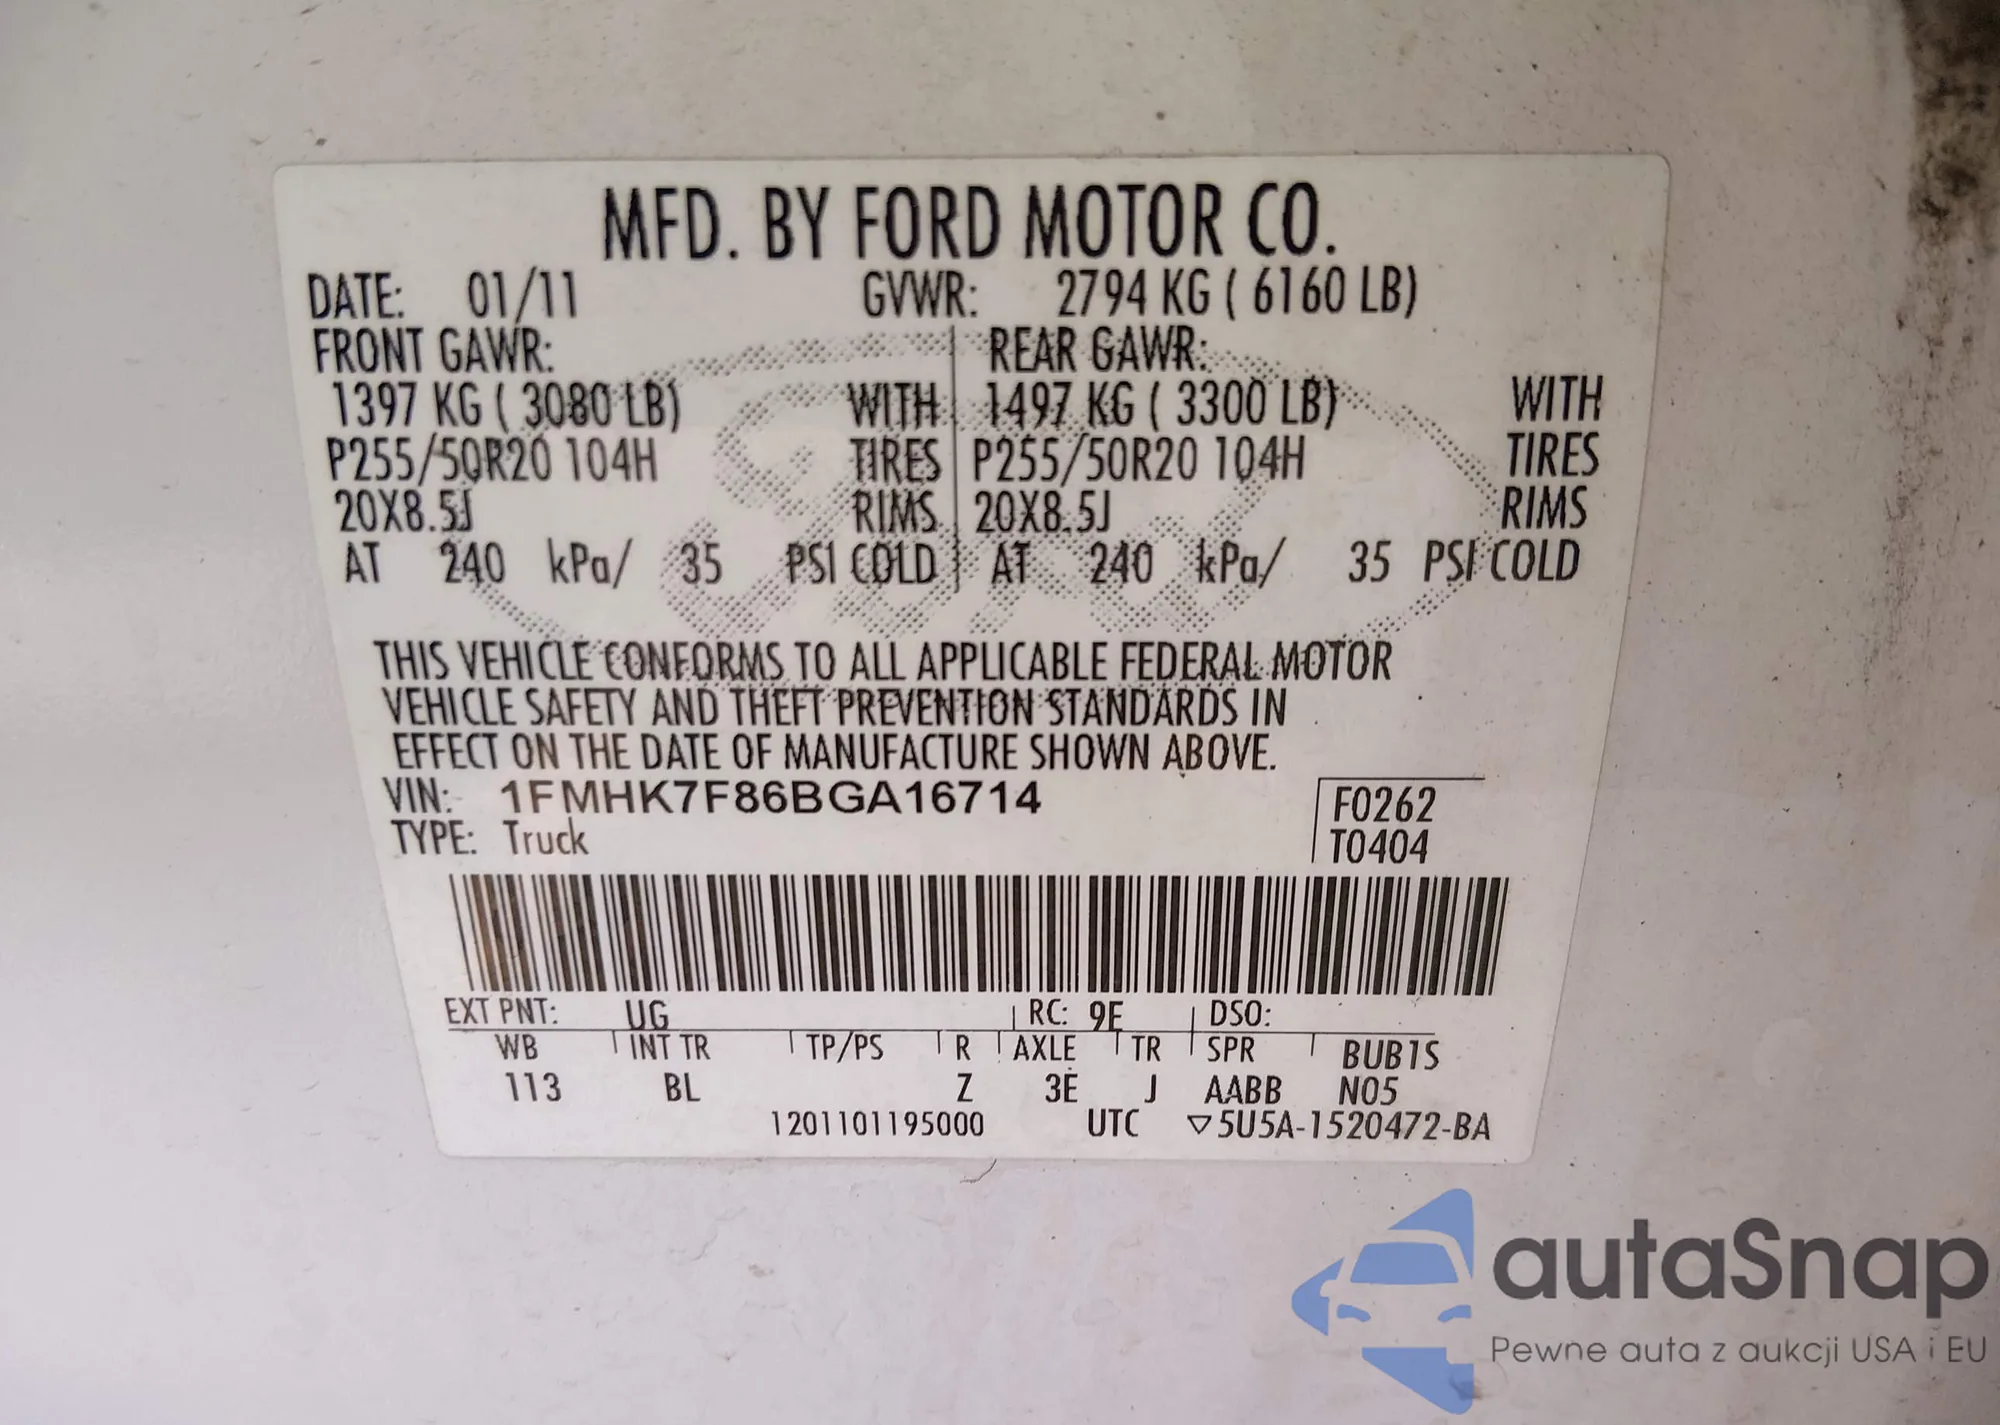 MFD. BY FORD MOTOR CO.
DATE: 01/11 GVWR: 2794 KG ( 6160 LB)
FRONT GAWR: REAR GAWR:
1397 KG ( 3080 LB) WITH 1497 KG ( 3300 LB) WITH
P255/50R20 104H TIRES P255/50R20 104H TIRES
20X8.5J RIMS 20X8.5J RIMS
AT 240 kPa/ 35 PSI COLD AT 240 kPa/ 35 PSI COLD
THIS VEHICLE CONFORMS TO ALL APPLICABLE FEDERAL MOTOR
VEHICLE SAFETY AND THEFT PREVENTION STANDARDS IN
EFFECT ON THE DATE OF MANUFACTURE SHOWN ABOVE.
VIN: 1FMHK7F86BGA16714 F0262
TYPE: Truck T0404
EXT PNT: UG RC: 9E DSO:
WB INT TR TP/PS R AXLE TR SPR BUB1S
113 BL Z 3E J AABB N05
1201101195000 UTC ▽5U5A-1520472-BA
autaSnap
Pewne auta z aukcji USA i EU